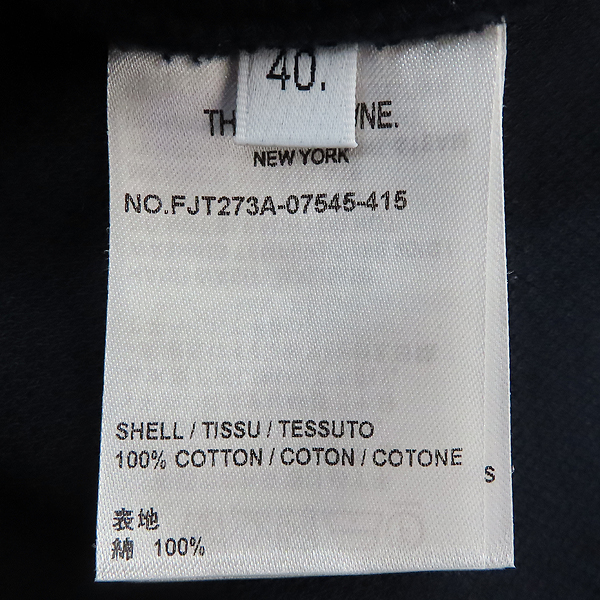 40.
NEW YORK
NO.FJT273A-07545-415
SHELL / TISSU / TESSUTO
100% COTTON / COTON / COTONE
S
表地
綿 100%